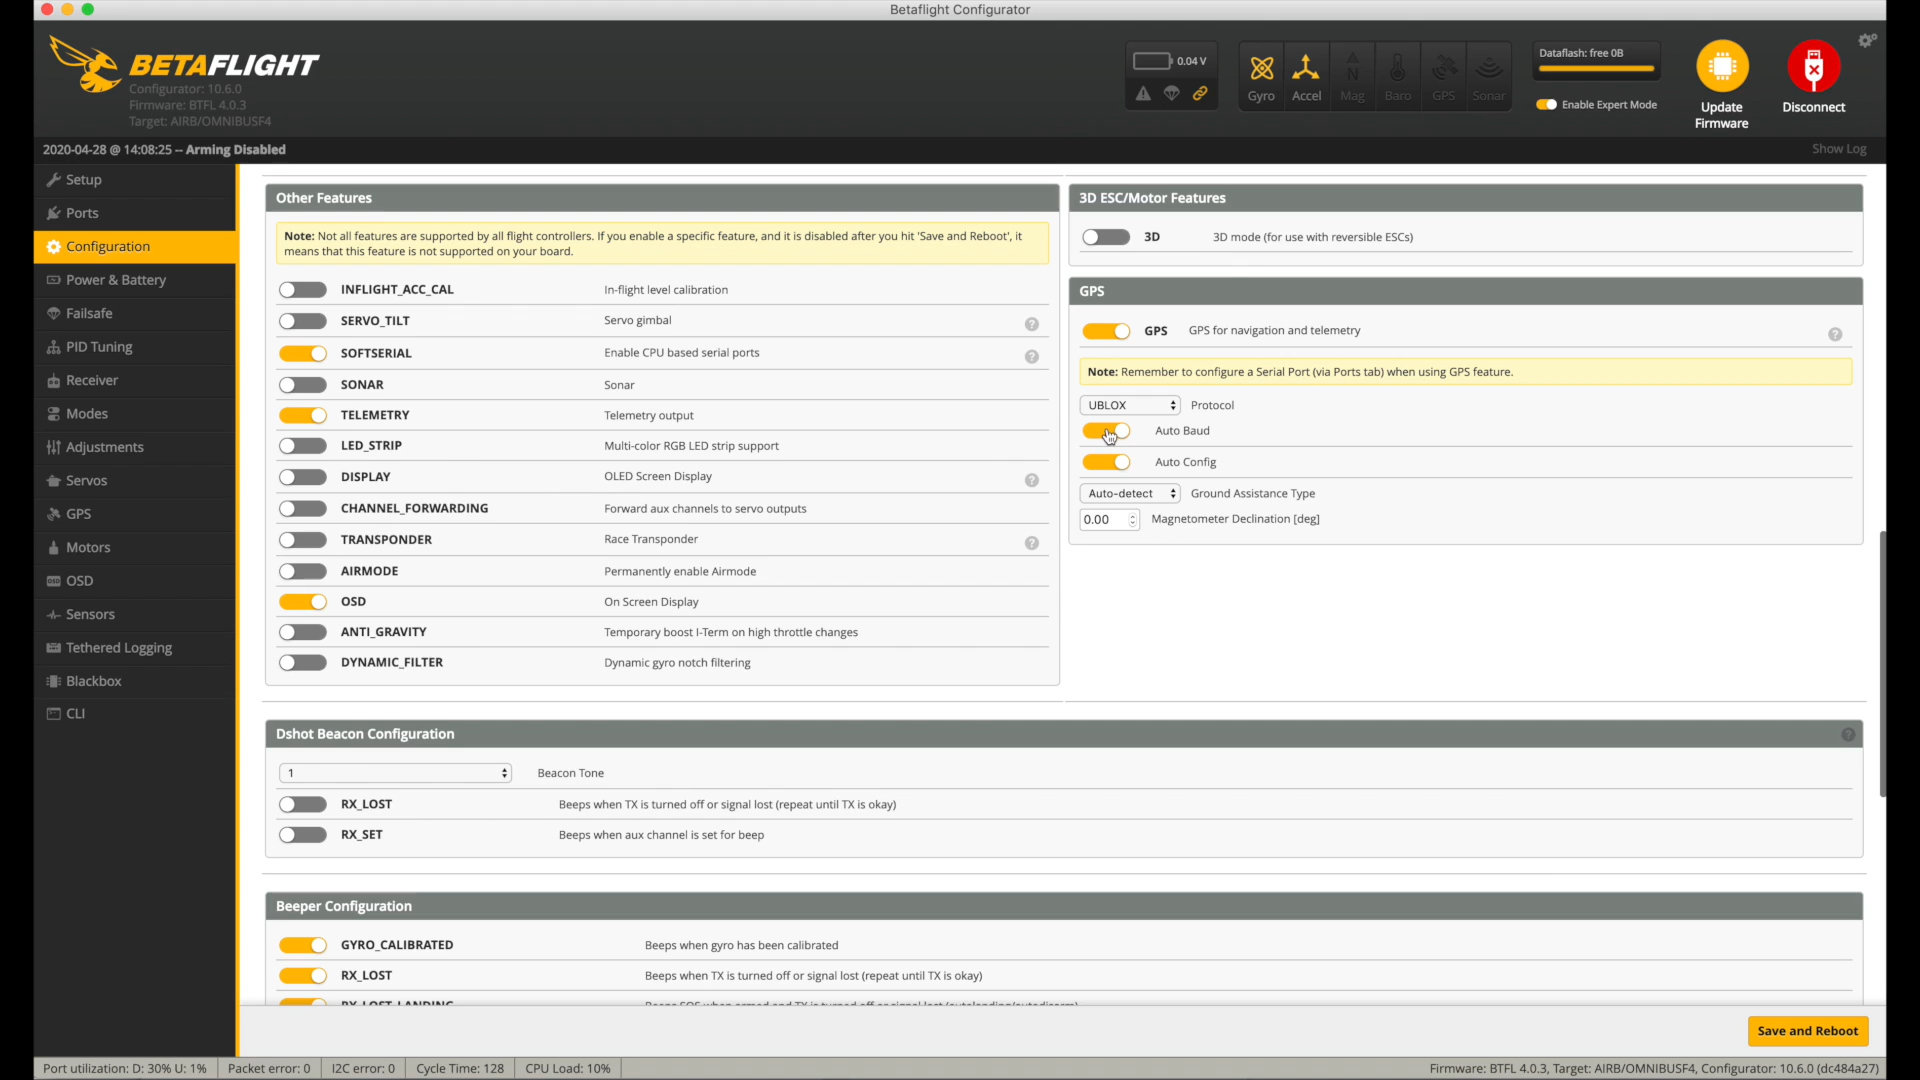 Betaflight Configurator
BETAFLIGHT
Configurator: 10.6.0
Firmware: BTFL 4.0.3
Target: AIRB/OMNIBUSF4
0.04 V
Gyro
Accel
Mag
Baro
GPS
Sonar
Dataflash: free 0B
Enable Expert Mode
Update
Firmware
Disconnect
2020-04-28 @ 14:08:25 -- Arming Disabled
Show Log
Setup
Ports
Configuration
Power & Battery
Failsafe
PID Tuning
Receiver
Modes
Adjustments
Servos
GPS
Motors
OSD
Sensors
Tethered Logging
Blackbox
CLI
Other Features
Note: Not all features are supported by all flight controllers. If you enable a specific feature, and it is disabled after you hit 'Save and Reboot', it
means that this feature is not supported on your board.
INFLIGHT_ACC_CAL In-flight level calibration
SERVO_TILT Servo gimbal ?
SOFTSERIAL Enable CPU based serial ports ?
SONAR Sonar
TELEMETRY Telemetry output
LED_STRIP Multi-color RGB LED strip support
DISPLAY OLED Screen Display ?
CHANNEL_FORWARDING Forward aux channels to servo outputs
TRANSPONDER Race Transponder ?
AIRMODE Permanently enable Airmode
OSD On Screen Display
ANTI_GRAVITY Temporary boost I-Term on high throttle changes
DYNAMIC_FILTER Dynamic gyro notch filtering
3D ESC/Motor Features
3D 3D mode (for use with reversible ESCs)
GPS
GPS GPS for navigation and telemetry ?
Note: Remember to configure a Serial Port (via Ports tab) when using GPS feature.
UBLOX Protocol
Auto Baud
Auto Config
Auto-detect Ground Assistance Type
0.00 Magnetometer Declination [deg]
Dshot Beacon Configuration ?
1 Beacon Tone
RX_LOST Beeps when TX is turned off or signal lost (repeat until TX is okay)
RX_SET Beeps when aux channel is set for beep
Beeper Configuration
GYRO_CALIBRATED Beeps when gyro has been calibrated
RX_LOST Beeps when TX is turned off or signal lost (repeat until TX is okay)
RX_LOST_LANDING Beeps SOS when armed and TX is turned off or signal lost (autolanding/autodisarm)
Save and Reboot
Port utilization: D: 30% U: 1%
Packet error: 0
I2C error: 0
Cycle Time: 128
CPU Load: 10%
Firmware: BTFL 4.0.3, Target: AIRB/OMNIBUSF4, Configurator: 10.6.0 (dc484a27)